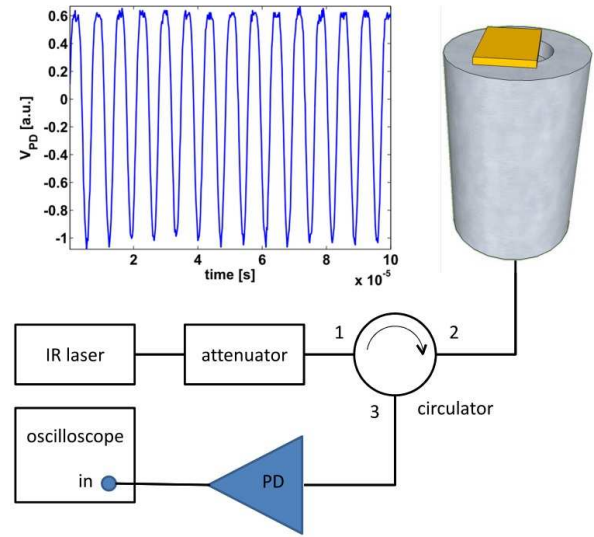 0.6
0.4
0.2
0
-0.2
-0.4
-0.6
-0.8
-1
V_PD [a.u.]
2
4
6
8
10
time [s]
x 10^-5
IR laser
attenuator
1
2
3
circulator
oscilloscope
in
PD